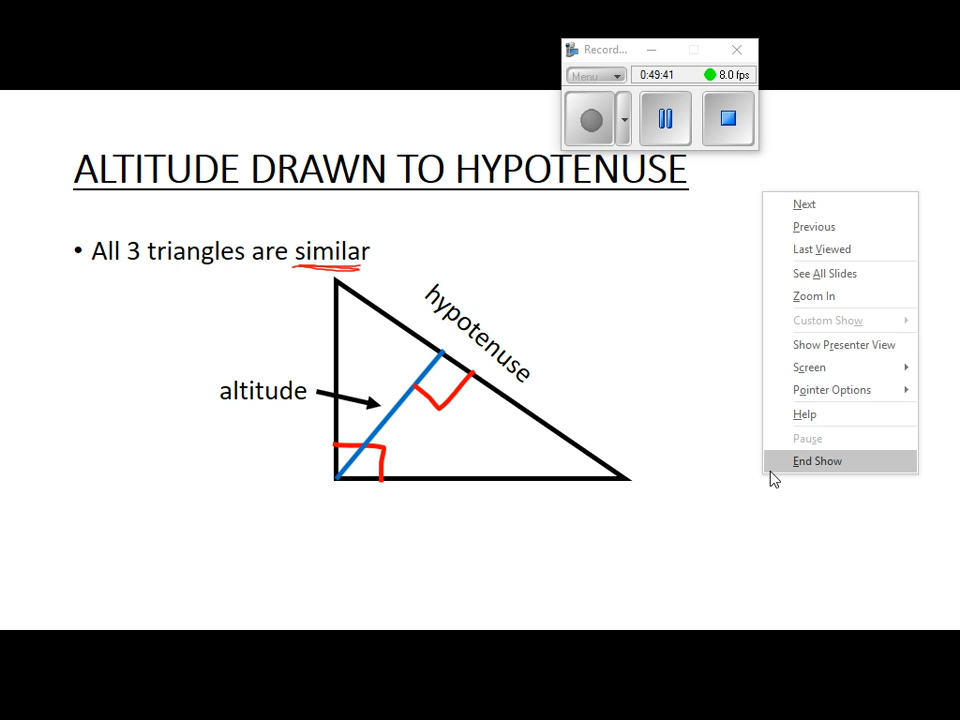 Record...
Menu
0:49:41
8.0 fps
ALTITUDE DRAWN TO HYPOTENUSE
• All 3 triangles are similar
hypotenuse
altitude
Next
Previous
Last Viewed
See All Slides
Zoom In
Custom Show
Show Presenter View
Screen
Pointer Options
Help
Pause
End Show